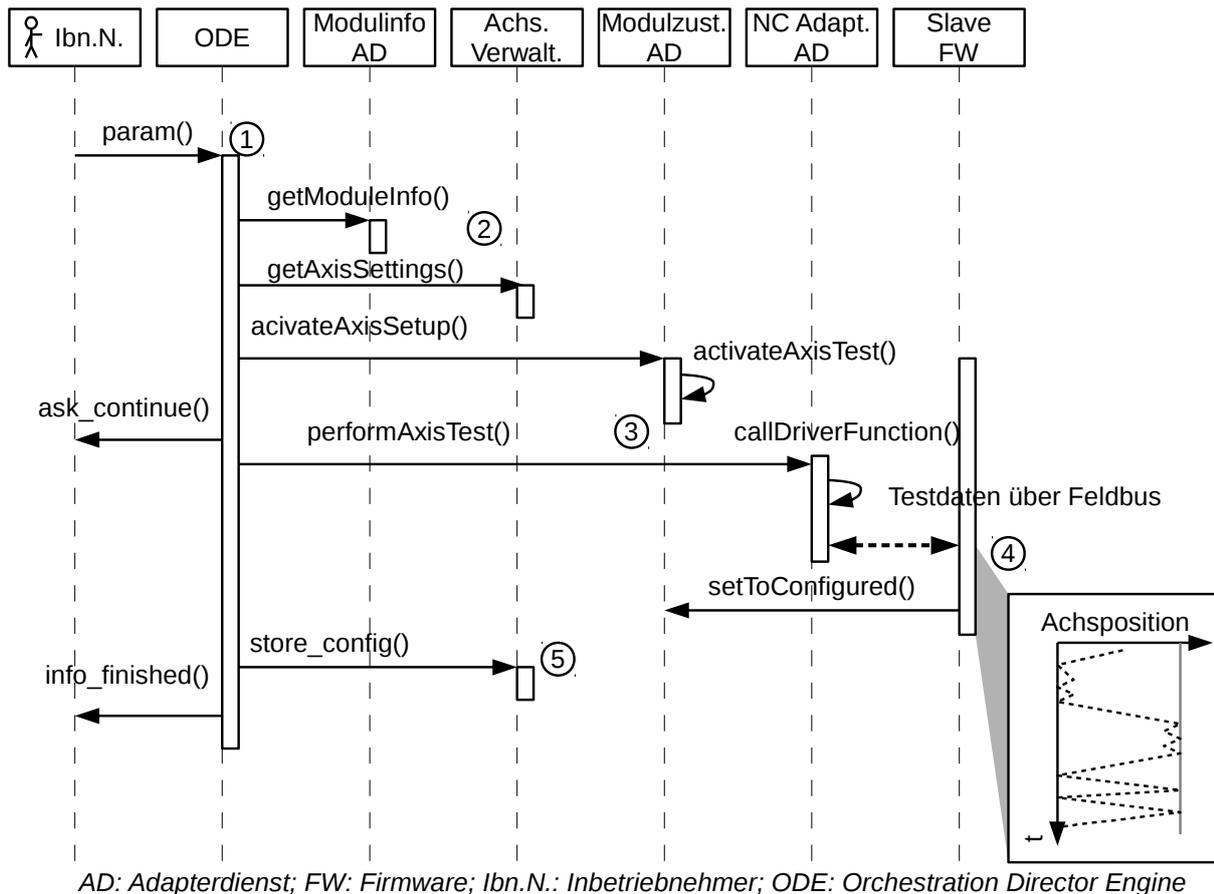 Ibn.N.
ODE
Modulinfo
AD
Achs.
Verwalt.
Modulzust.
AD
NC Adapt.
AD
Slave
FW
param()
1
getModuleInfo()
2
getAxisSettings()
acivateAxisSetup()
activateAxisTest()
ask_continue()
performAxisTest()
3
callDriverFunction()
Testdaten über Feldbus
4
setToConfigured()
Achsposition
store_config()
5
info_finished()
t
AD: Adapterdienst; FW: Firmware; Ibn.N.: Inbetriebnehmer; ODE: Orchestration Director Engine